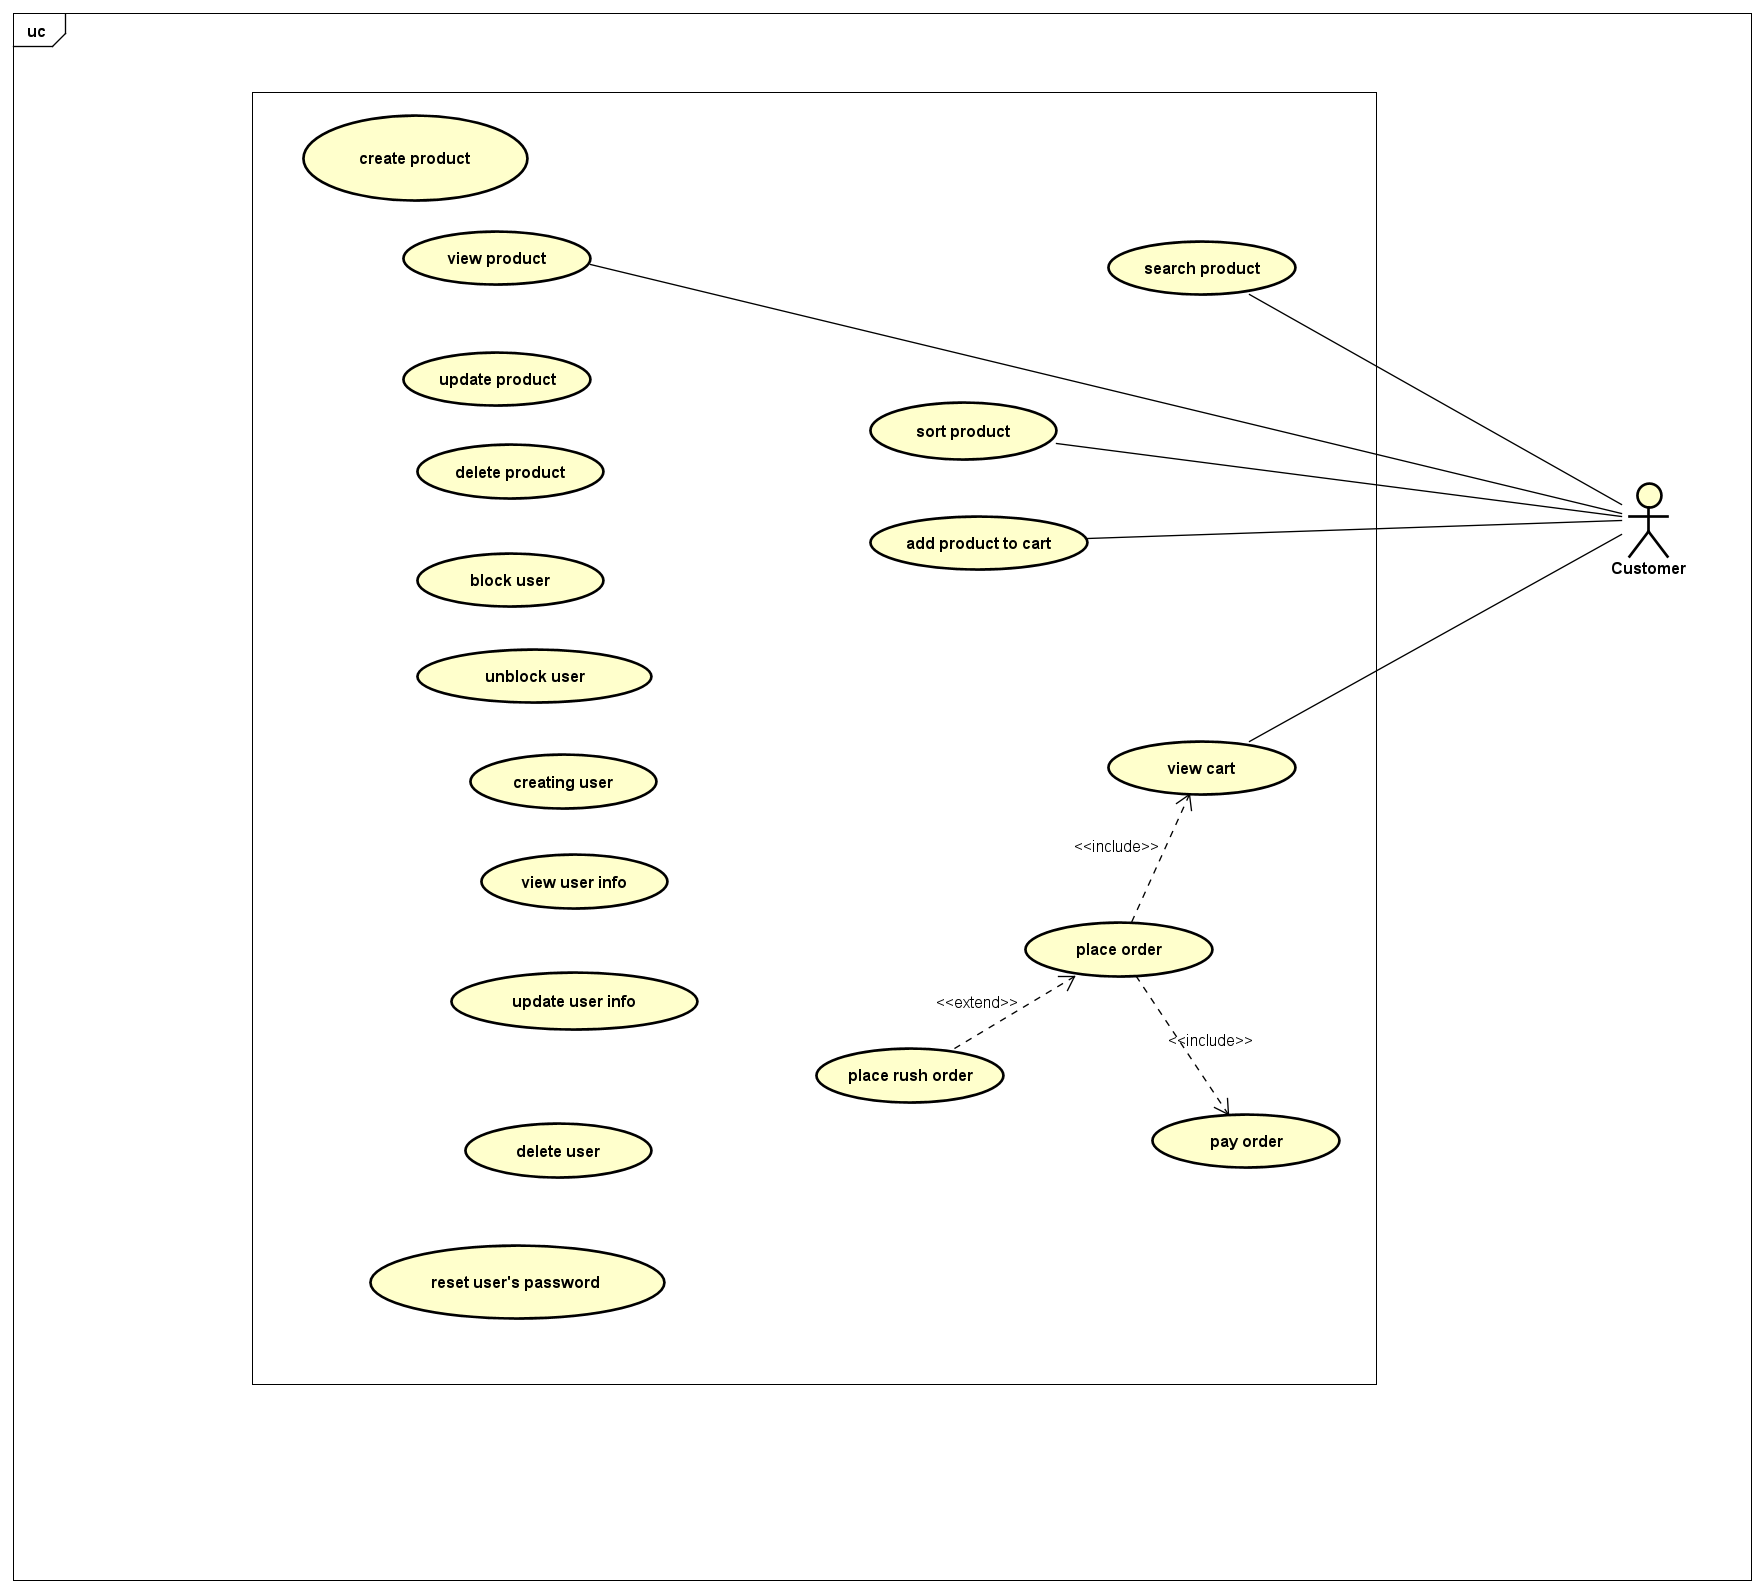 uc
create product
view product
search product
update product
sort product
delete product
add product to cart
Customer
block user
unblock user
view cart
creating user
<<include>>
view user info
place order
update user info
<<extend>>
<<include>>
place rush order
pay order
delete user
reset user's password